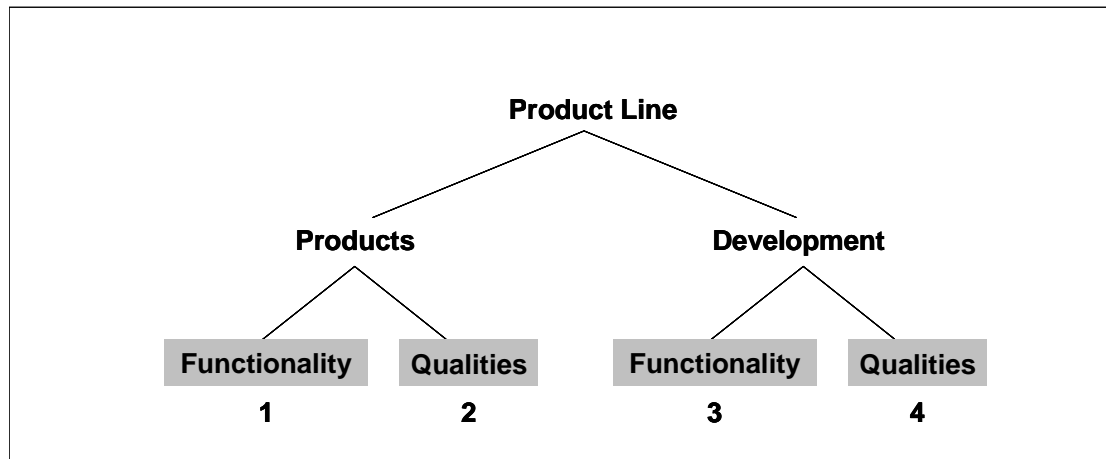 Product Line
Products Development
Functionality Qualities Functionality Qualities
1 2 3 4